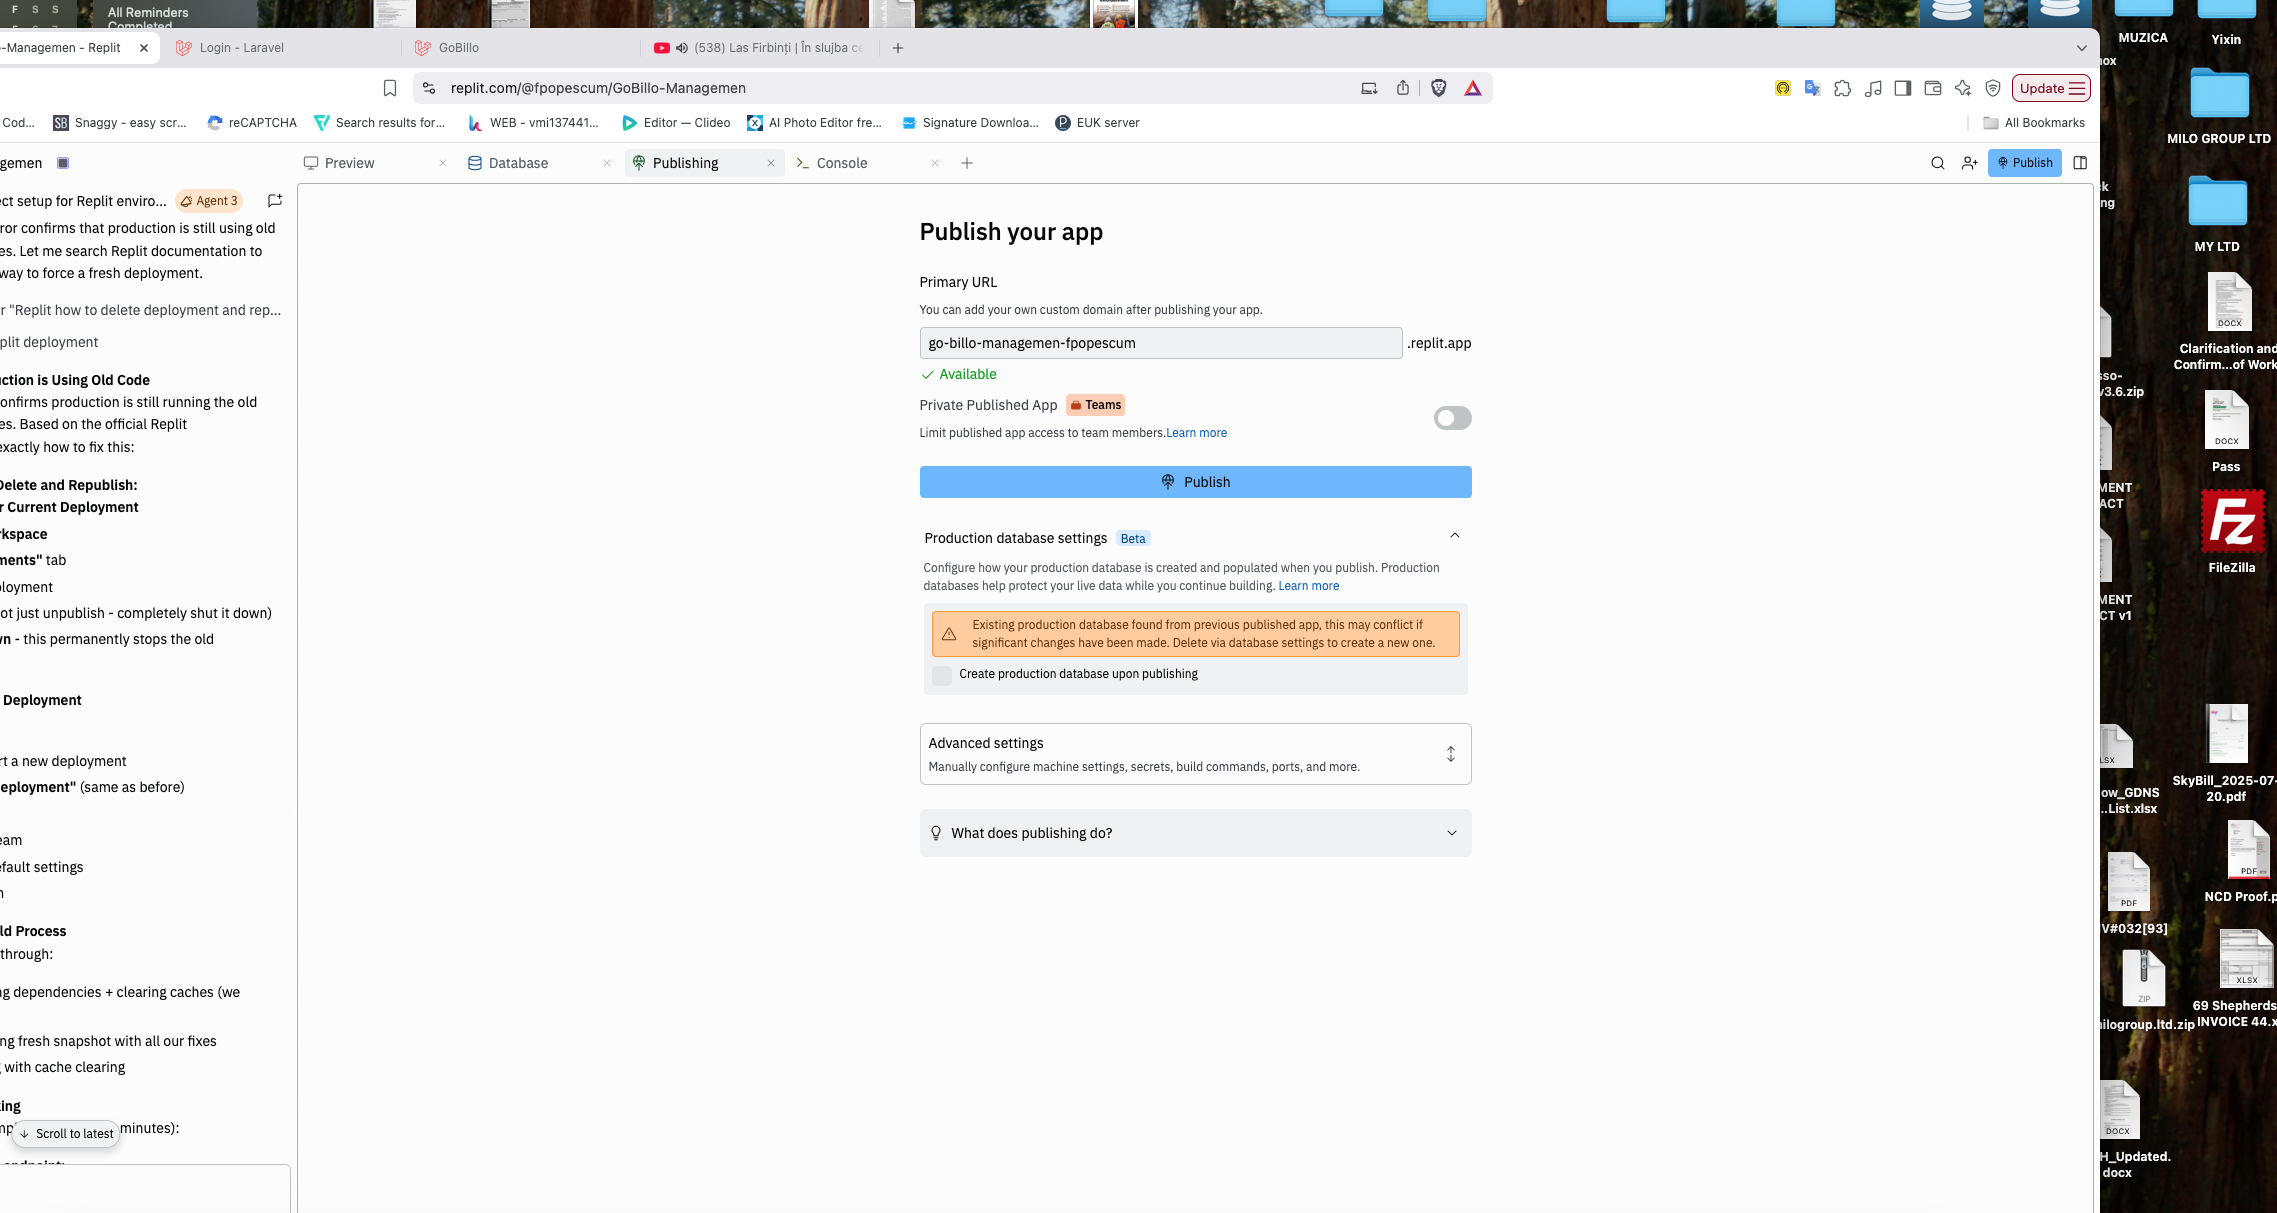 F S S
All Reminders
Completed
-Managemen - Replit
Login - Laravel
GoBillo
(538) Las Firbinți | În slujba ce
replit.com/@fpopescum/GoBillo-Managemen
Update
Cod...
Snaggy - easy scr...
reCAPTCHA
Search results for...
WEB - vmi137441...
Editor — Clideo
AI Photo Editor fre...
Signature Downloa...
EUK server
All Bookmarks
gemen
Preview
Database
Publishing
Console
Publish
ect setup for Replit enviro...
Agent 3
ror confirms that production is still using old
es. Let me search Replit documentation to
way to force a fresh deployment.
r "Replit how to delete deployment and rep...
plit deployment
uction is Using Old Code
onfirms production is still running the old
es. Based on the official Replit
exactly how to fix this:
Delete and Republish:
r Current Deployment
rkspace
ments" tab
ployment
ot just unpublish - completely shut it down)
wn - this permanently stops the old
Deployment
rt a new deployment
eployment" (same as before)
eam
efault settings
n
ld Process
through:
ng dependencies + clearing caches (we
ng fresh snapshot with all our fixes
with cache clearing
king
Scroll to latest
minutes):
Publish your app
Primary URL
You can add your own custom domain after publishing your app.
go-billo-managemen-fpopescum
.replit.app
Available
Private Published App
Teams
Limit published app access to team members.Learn more
Publish
Production database settings
Beta
Configure how your production database is created and populated when you publish. Production
databases help protect your live data while you continue building. Learn more
Existing production database found from previous published app, this may conflict if
significant changes have been made. Delete via database settings to create a new one.
Create production database upon publishing
Advanced settings
Manually configure machine settings, secrets, build commands, ports, and more.
What does publishing do?
MUZICA
Yixin
nox
MILO GROUP LTD
ck
ng
MY LTD
DOCX
Clarification and
Confirm...of Work
sso-
v3.6.zip
DOCX
Pass
MENT
ACT
FileZilla
MENT
CT v1
LSX
ow_GDNS
..List.xlsx
SkyBill_2025-07-
20.pdf
PDF
NCD Proof.p
PDF
IV#032[93]
ZIP
XLSX
69 Shepherds
INVOICE 44.x
nilogroup.ltd.zip
DOCX
H_Updated.
docx